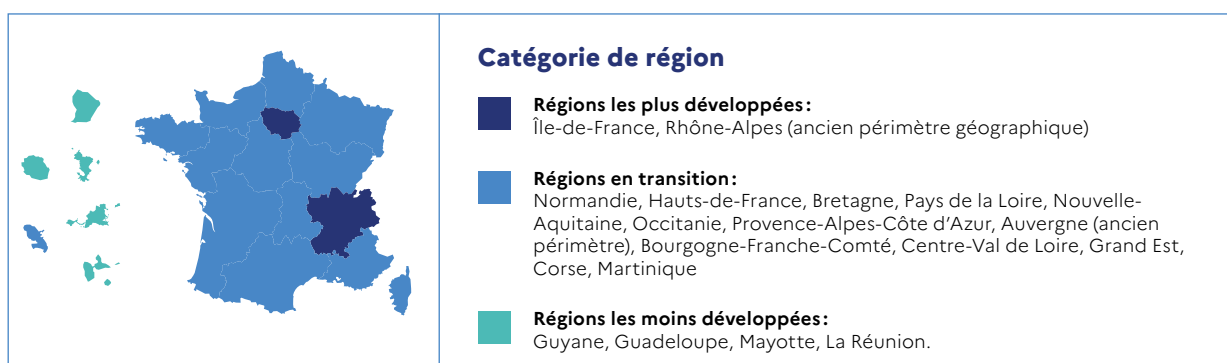 Catégorie de région
Régions les plus développées :
Île-de-France, Rhône-Alpes (ancien périmètre géographique)
Régions en transition :
Normandie, Hauts-de-France, Bretagne, Pays de la Loire, Nouvelle-
Aquitaine, Occitanie, Provence-Alpes-Côte d’Azur, Auvergne (ancien
périmètre), Bourgogne-Franche-Comté, Centre-Val de Loire, Grand Est,
Corse, Martinique
Régions les moins développées :
Guyane, Guadeloupe, Mayotte, La Réunion.